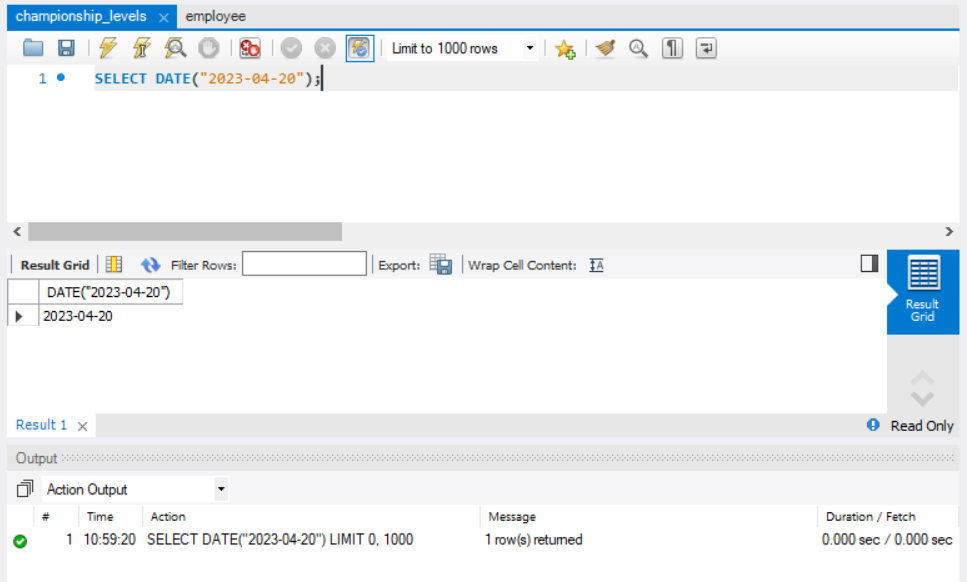 championship_levels × employee
Limit to 1000 rows
1 SELECT DATE("2023-04-20");
Result Grid Filter Rows: Export: Wrap Cell Content: IA
DATE("2023-04-20")
2023-04-20
Result
Grid
Result 1 × Read Only
Output
Action Output
# Time Action Message Duration / Fetch
1 10:59:20 SELECT DATE("2023-04-20") LIMIT 0, 1000 1 row(s) returned 0.000 sec / 0.000 sec